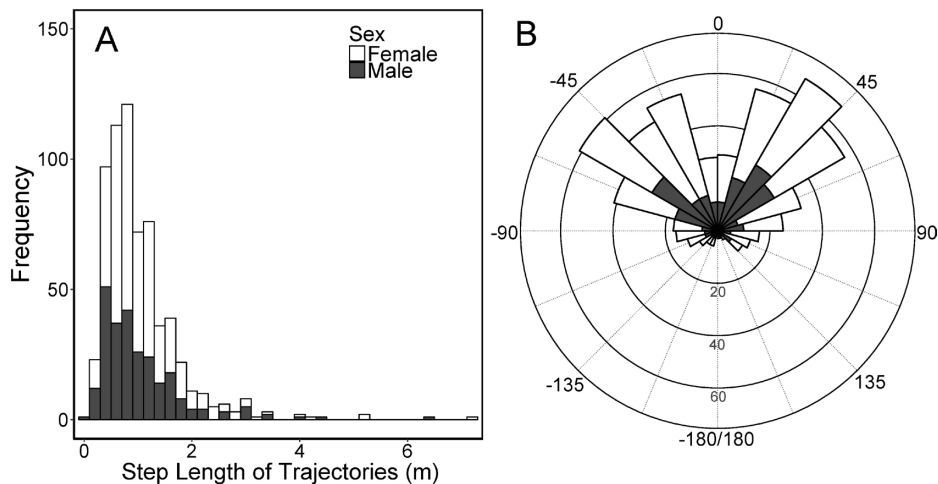 A
Sex
Female
Male
150
100
50
0
Frequency
0 2 4 6
Step Length of Trajectories (m)
B
0
-45 45
-90 90
20
40
60
-135 135
-180/180